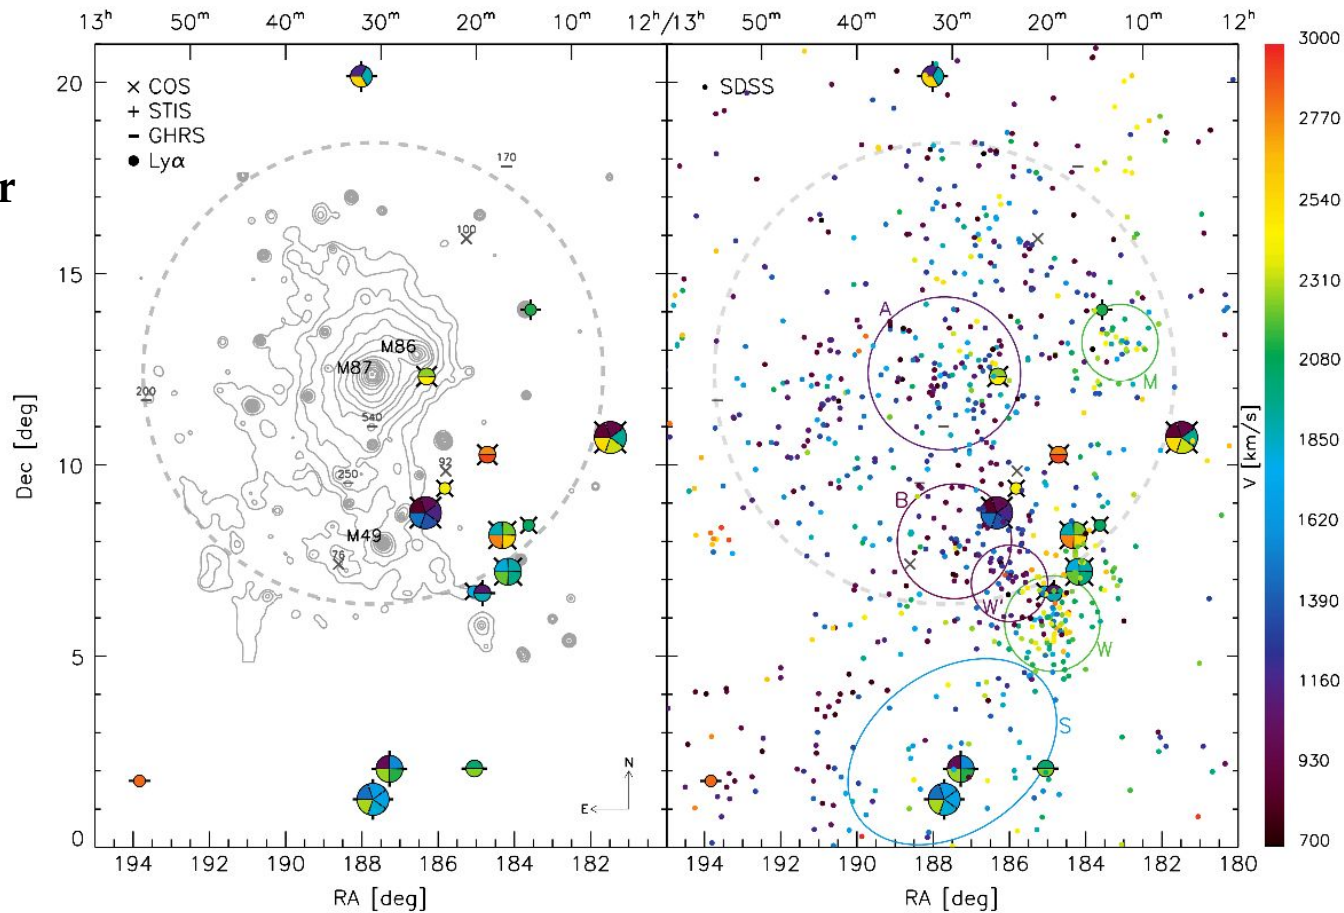 13h 50m 40m 30m 20m 10m 12h/13h 50m 40m 30m 20m 10m 12h
× COS
+ STIS
− GHRS
● Lyα
• SDSS
r
20
15
10
5
0
Dec [deg]
170
100
M86
M87
200
540
92
250
M49
76
N
E
A
M
B
W'
W
S
3000
2770
2540
2310
2080
1850
1620
1390
1160
930
700
V [km/s]
194 192 190 188 186 184 182 194 192 190 188 186 184 182 180
RA [deg] RA [deg]